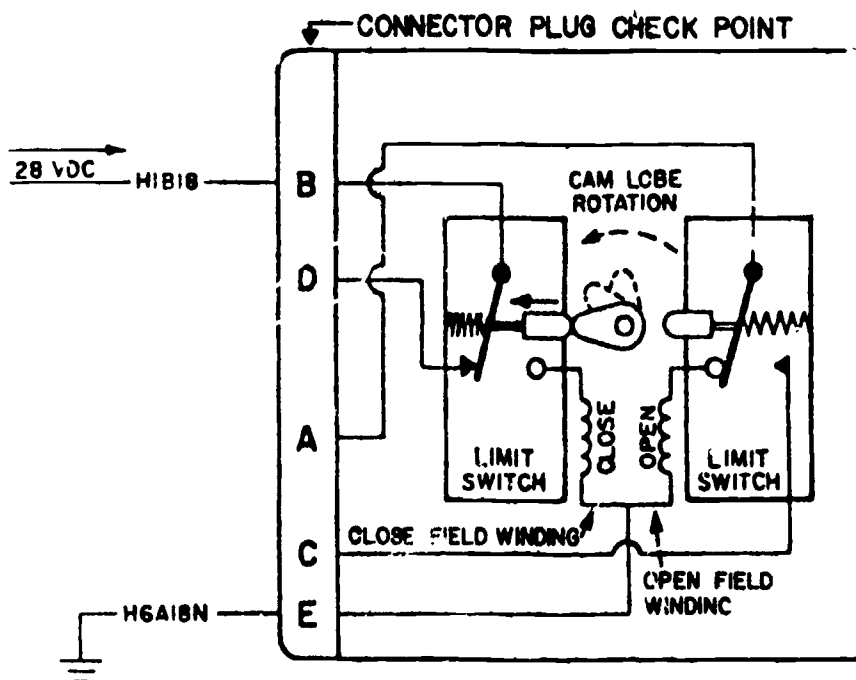 CONNECTOR PLUG CHECK POINT
28 VDC
H1B18
B
CAM LOBE
ROTATION
D
A
CLOSE
OPEN
LIMIT
SWITCH
LIMIT
SWITCH
CLOSE FIELD WINDING
C
OPEN FIELD
WINDING
H6A18N
E